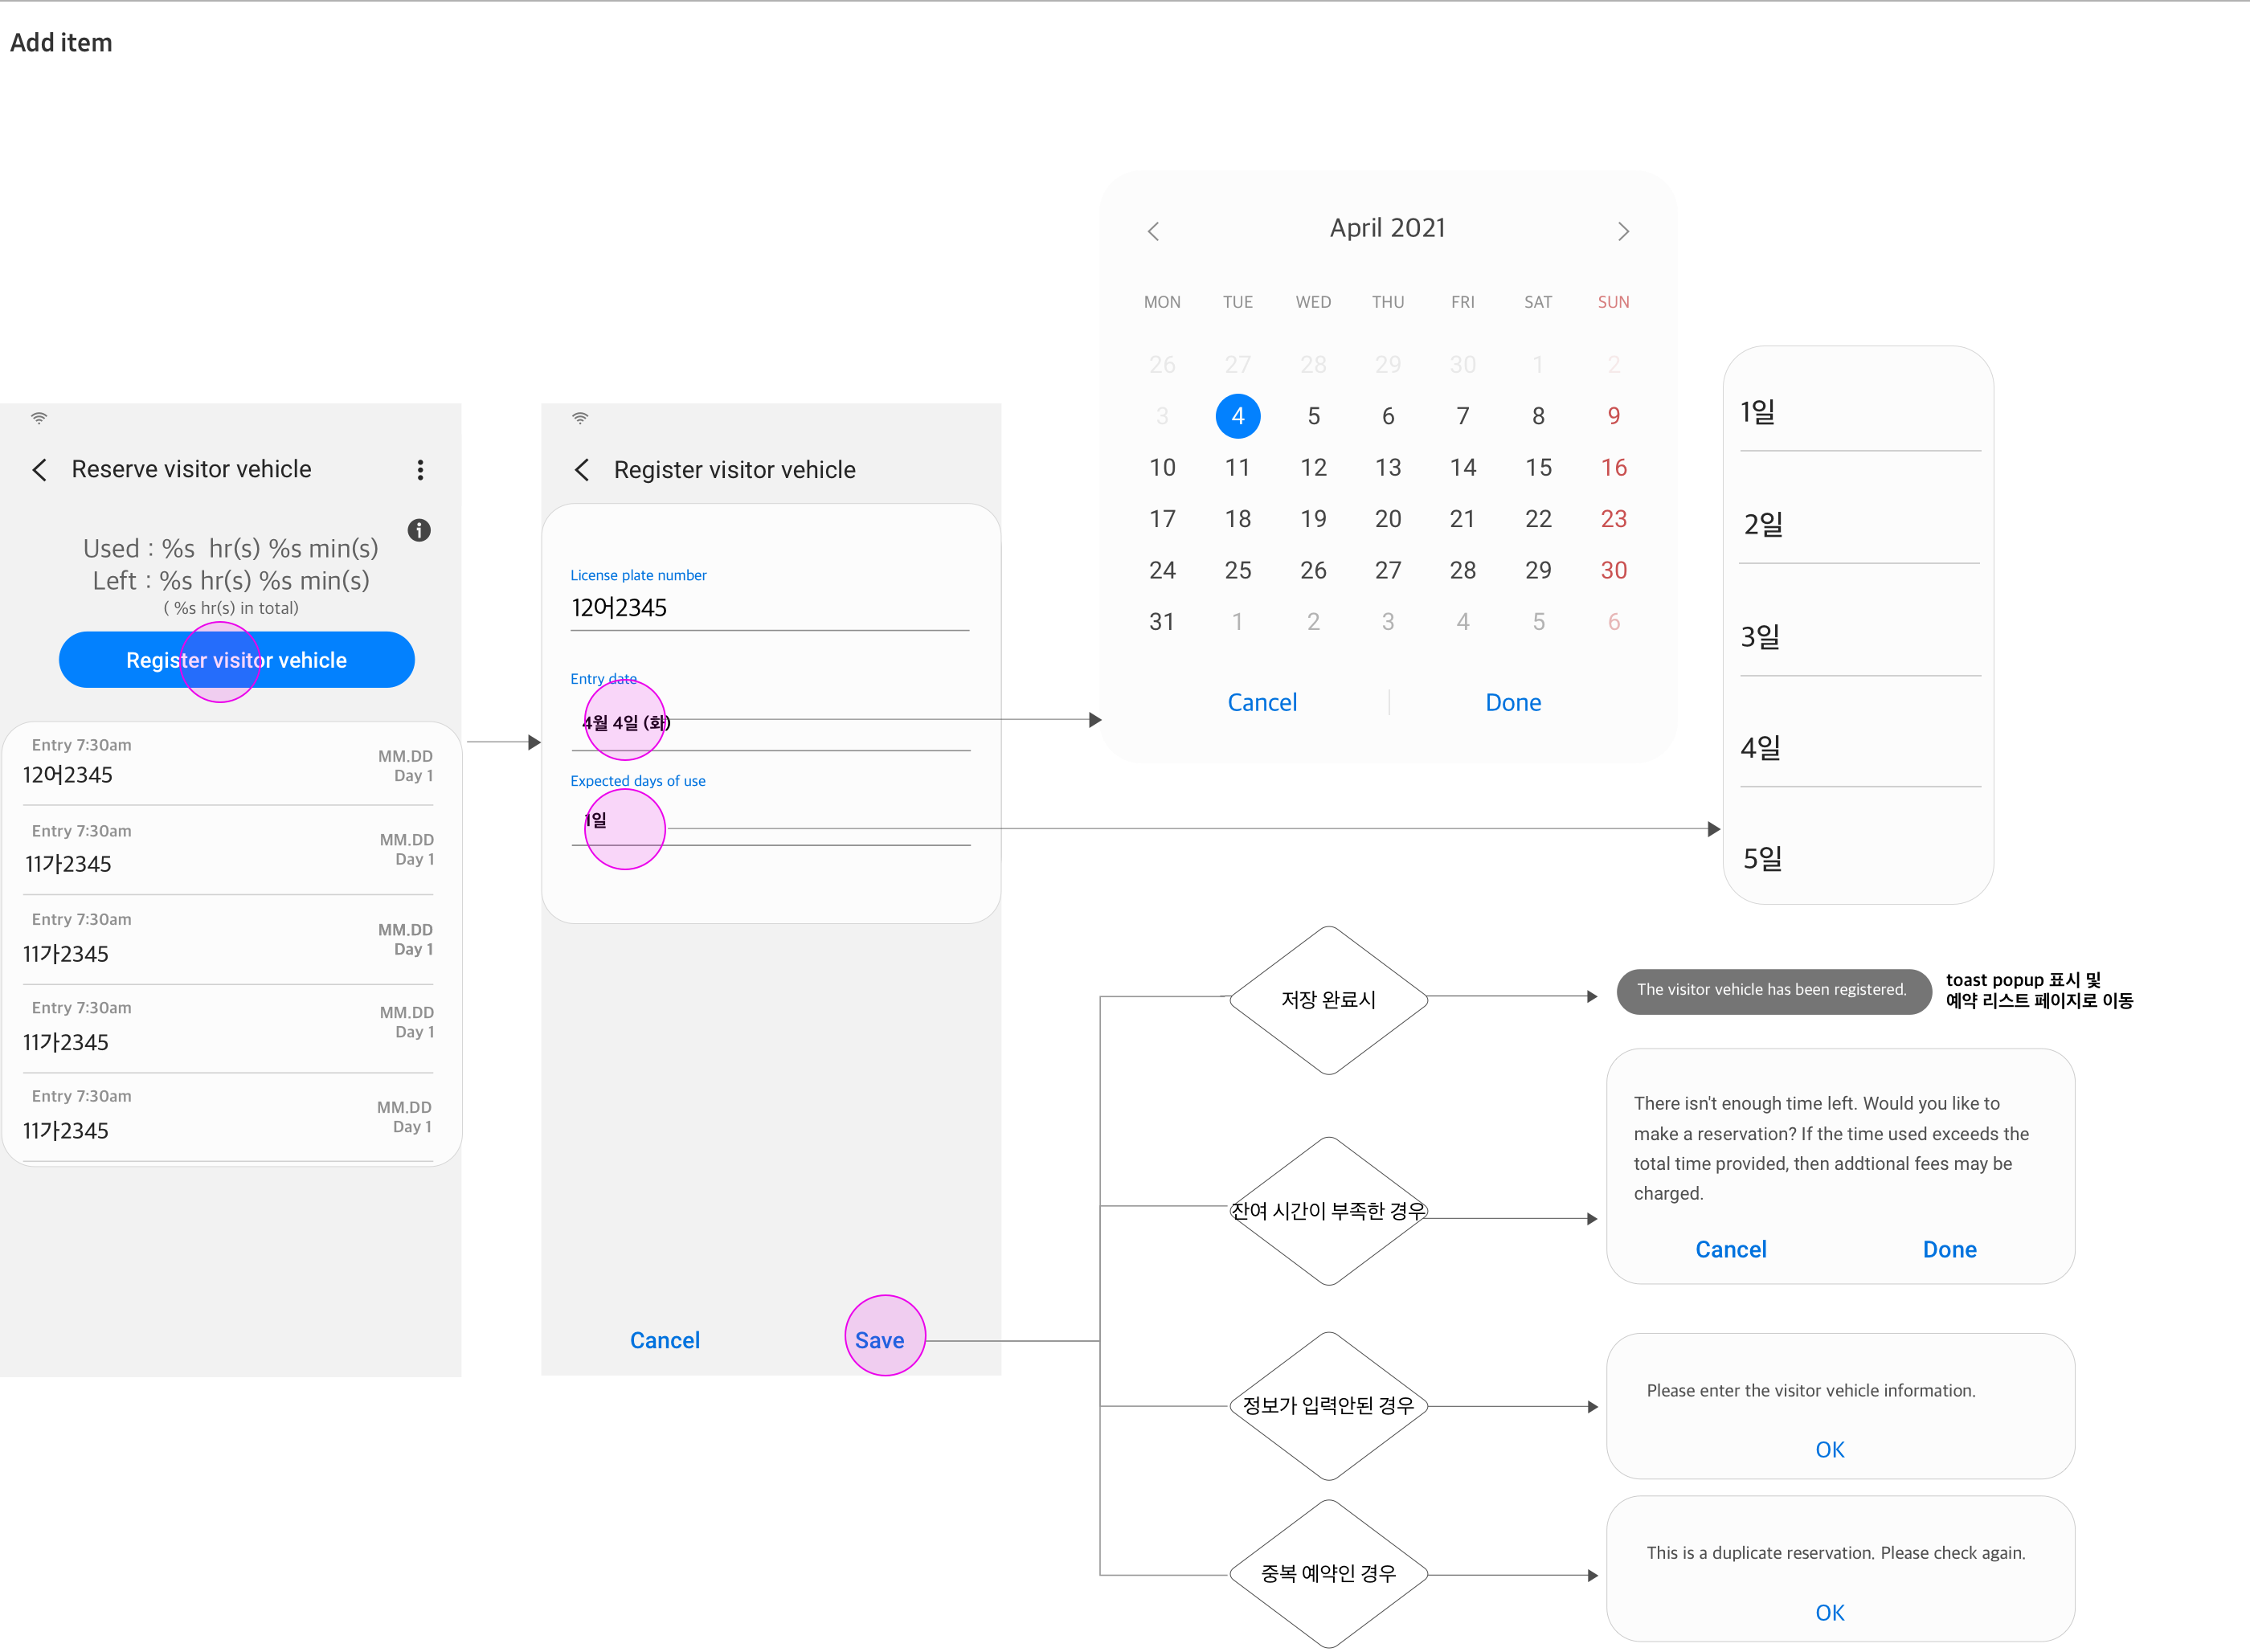 Add item
Reserve visitor vehicle
Used : %s hr(s) %s min(s)
Left : %s hr(s) %s min(s)
( %s hr(s) in total)
Register visitor vehicle
Entry 7:30am
12어2345
MM.DD
Day 1
Entry 7:30am
11가2345
MM.DD
Day 1
Entry 7:30am
11가2345
MM.DD
Day 1
Entry 7:30am
11가2345
MM.DD
Day 1
Entry 7:30am
11가2345
MM.DD
Day 1
Register visitor vehicle
License plate number
12어2345
Entry date
4월 4일 (화)
Expected days of use
1일
Cancel Save
April 2021
MON TUE WED THU FRI SAT SUN
26 27 28 29 30 1 2
3 4 5 6 7 8 9
10 11 12 13 14 15 16
17 18 19 20 21 22 23
24 25 26 27 28 29 30
31 1 2 3 4 5 6
Cancel Done
1일
2일
3일
4일
5일
저장 완료시
The visitor vehicle has been registered.
toast popup 표시 및
예약 리스트 페이지로 이동
잔여 시간이 부족한 경우
There isn't enough time left. Would you like to
make a reservation? If the time used exceeds the
total time provided, then addtional fees may be
charged.
Cancel Done
정보가 입력안된 경우
Please enter the visitor vehicle information.
OK
중복 예약인 경우
This is a duplicate reservation. Please check again.
OK